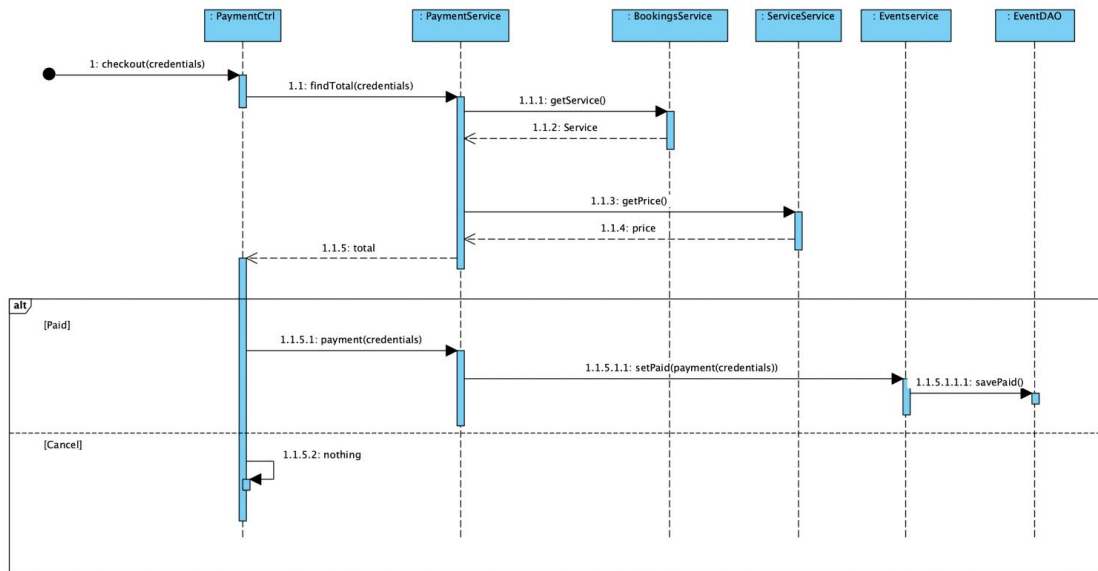 : PaymentCtrl
: PaymentService
: BookingsService
: ServiceService
: Eventservice
: EventDAO
1: checkout(credentials)
1.1: findTotal(credentials)
1.1.1: getService()
1.1.2: Service
1.1.3: getPrice()
1.1.4: price
1.1.5: total
alt
[Paid]
1.1.5.1: payment(credentials)
1.1.5.1.1: setPaid(payment(credentials))
1.1.5.1.1.1: savePaid()
[Cancel]
1.1.5.2: nothing